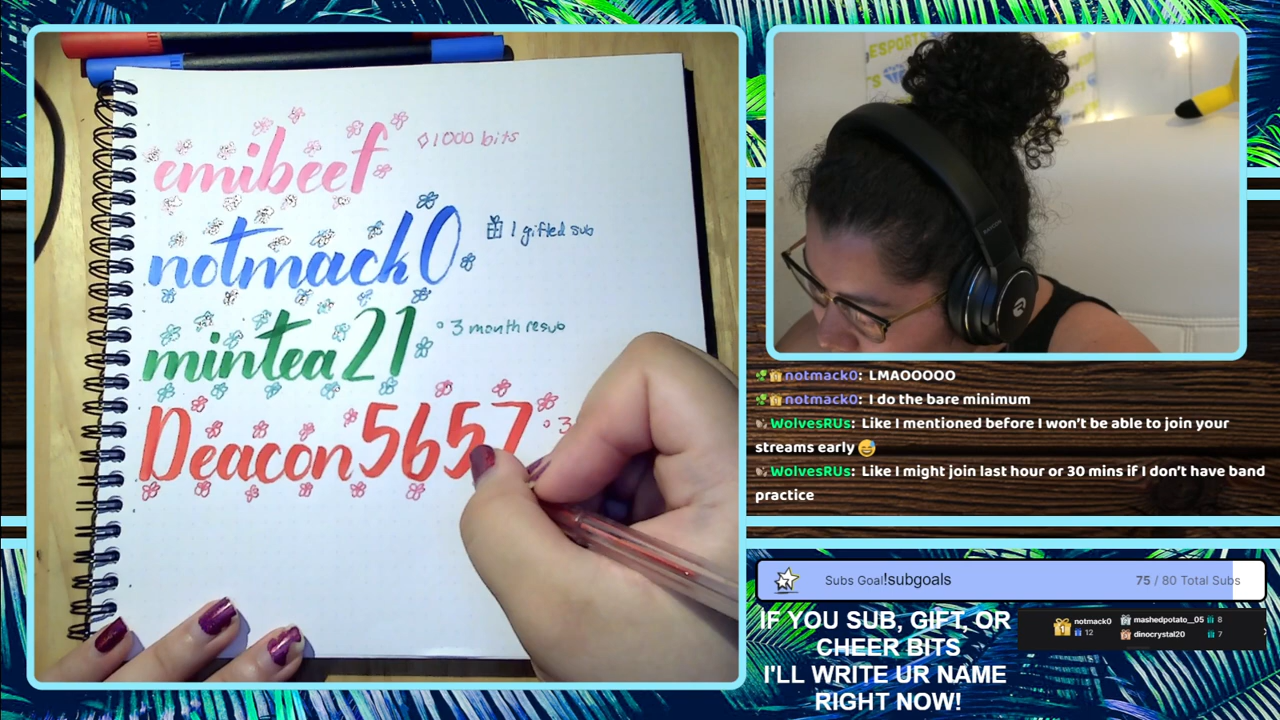 emibeef
1000 bits
notmack0
1 gifted sub
mintea21
3 month resub
Deacon5657
3
ESPORTS
notmack0: LMAOOOOO
notmack0: I do the bare minimum
WolvesRUs: Like I mentioned before I won't be able to join your
streams early 😅
WolvesRUs: Like I might join last hour or 30 mins if I don't have band
practice
Subs Goal!subgoals 75 / 80 Total Subs
IF YOU SUB, GIFT, OR
CHEER BITS
I'LL WRITE UR NAME
RIGHT NOW!
1 notmack0
12
mashedpotato__05 8
dinocrystal20 7